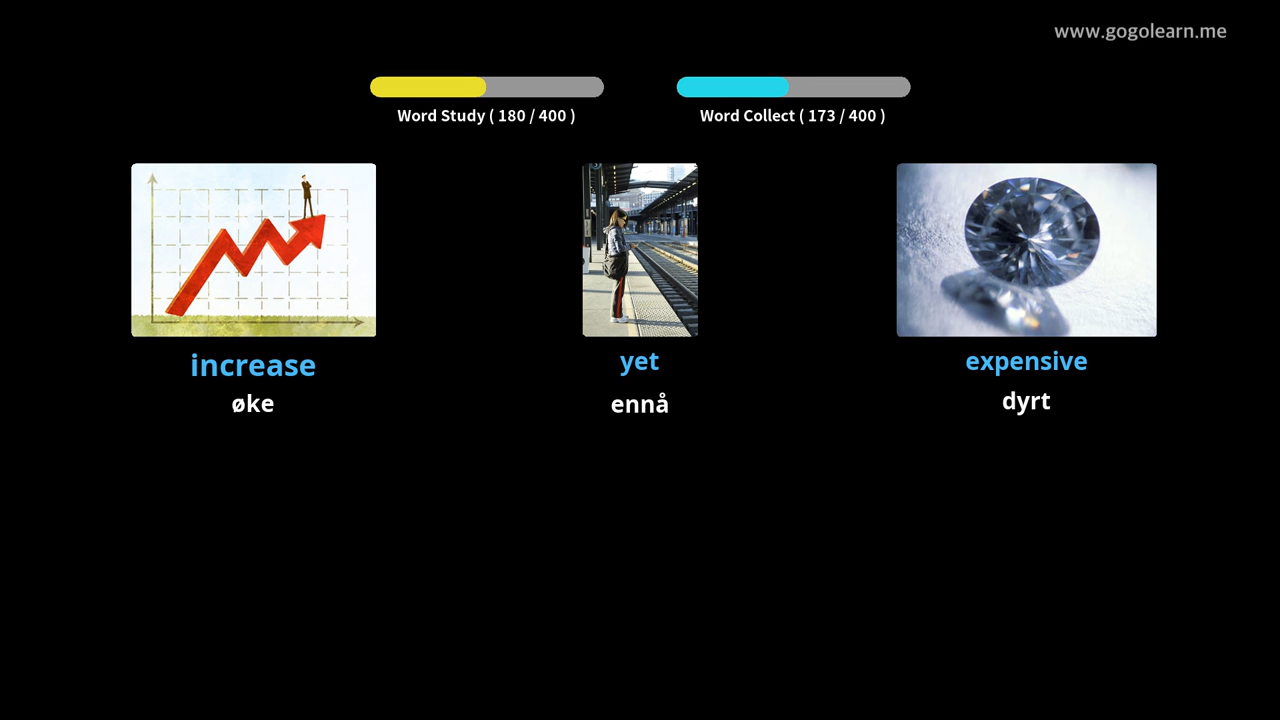 www.gogolearn.me
Word Study ( 180 / 400 )
Word Collect ( 173 / 400 )
increase
øke
yet
ennå
expensive
dyrt